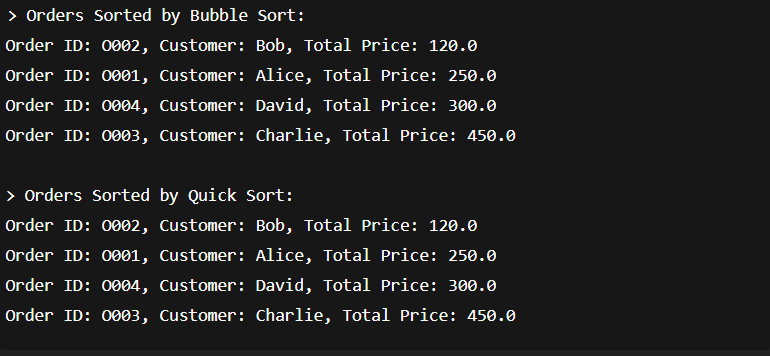 > Orders Sorted by Bubble Sort:
Order ID: O002, Customer: Bob, Total Price: 120.0
Order ID: O001, Customer: Alice, Total Price: 250.0
Order ID: O004, Customer: David, Total Price: 300.0
Order ID: O003, Customer: Charlie, Total Price: 450.0
> Orders Sorted by Quick Sort:
Order ID: O002, Customer: Bob, Total Price: 120.0
Order ID: O001, Customer: Alice, Total Price: 250.0
Order ID: O004, Customer: David, Total Price: 300.0
Order ID: O003, Customer: Charlie, Total Price: 450.0